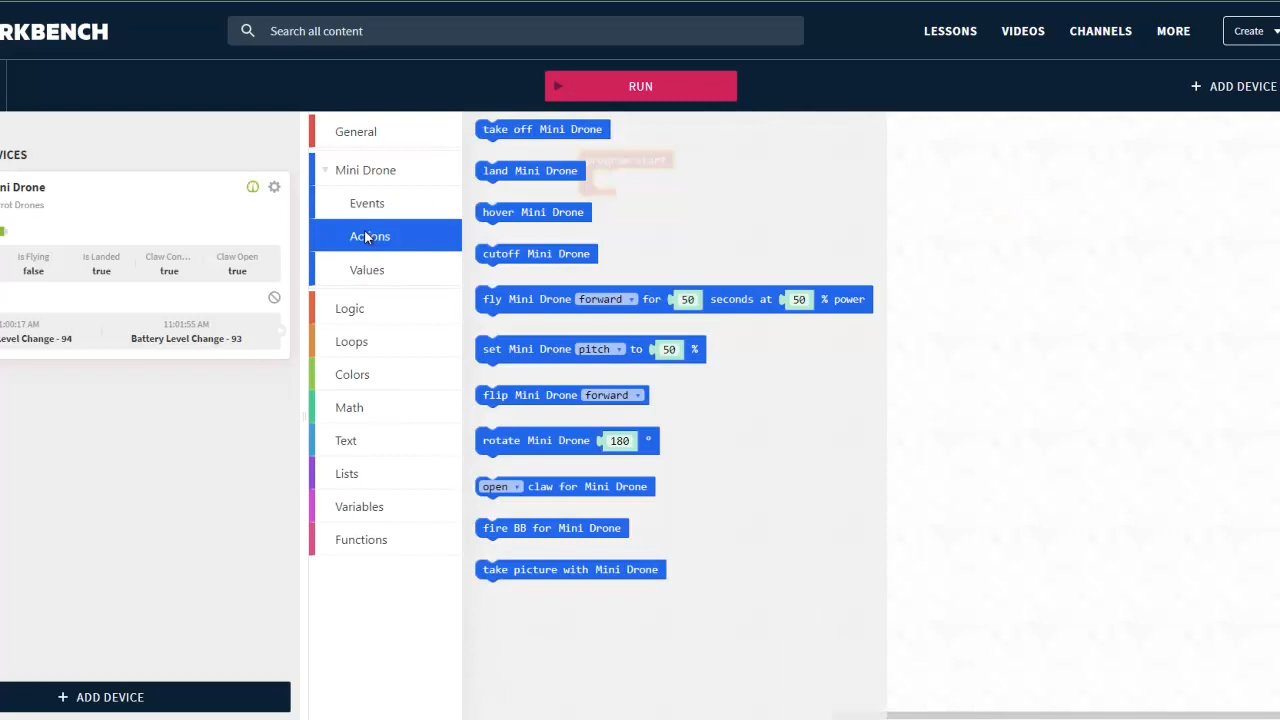 RKBENCH
Search all content
LESSONS
VIDEOS
CHANNELS
MORE
Create
RUN
+ ADD DEVICE
VICES
ni Drone
rrot Drones
is Flying
false
is Landed
true
Claw Con...
true
Claw Open
true
1:00:17 AM
Level Change - 94
11:01:55 AM
Battery Level Change - 93
+ ADD DEVICE
General
Mini Drone
Events
Actions
Values
Logic
Loops
Colors
Math
Text
Lists
Variables
Functions
program start
take off Mini Drone
land Mini Drone
hover Mini Drone
cutoff Mini Drone
fly Mini Drone forward for 50 seconds at 50 % power
set Mini Drone pitch to 50 %
flip Mini Drone forward
rotate Mini Drone 180 °
open claw for Mini Drone
fire BB for Mini Drone
take picture with Mini Drone